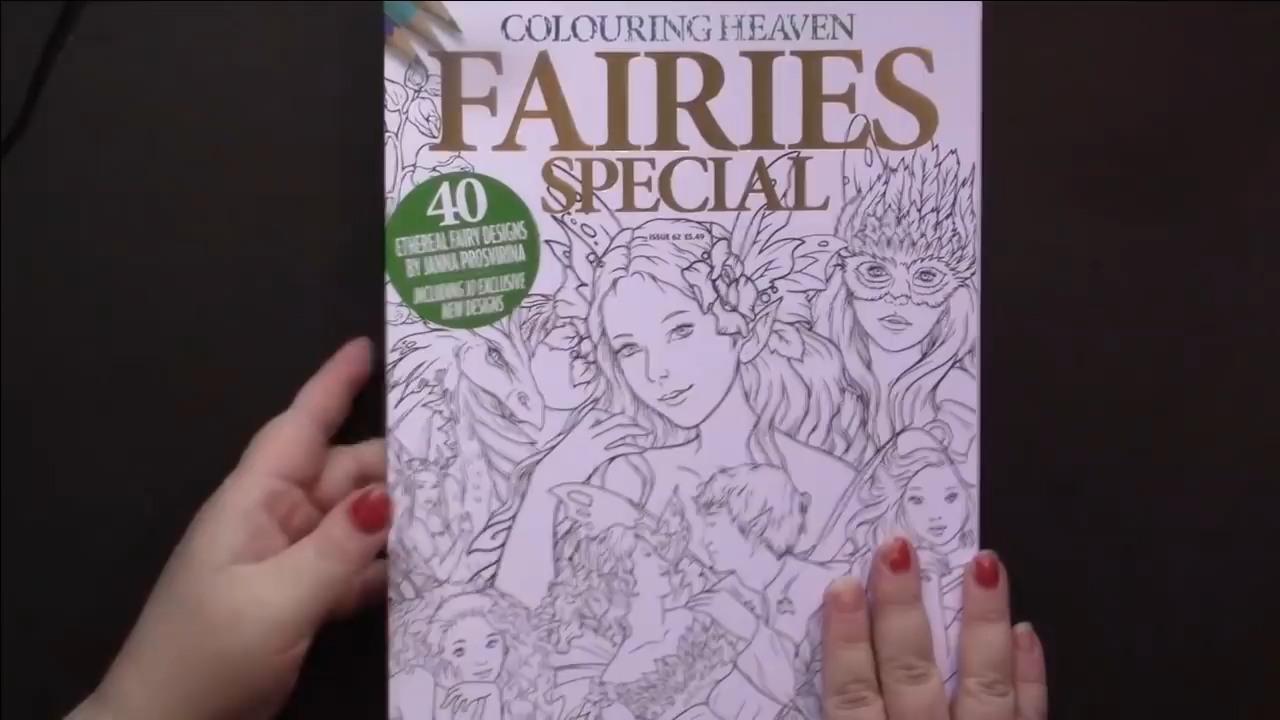 COLOURING HEAVEN
FAIRIES
SPECIAL
ISSUE 62 £5.49
40
ETHEREAL FAIRY DESIGNS
BY JANNA PROSVIRINA
INCLUDING 10 EXCLUSIVE
NEW DESIGNS